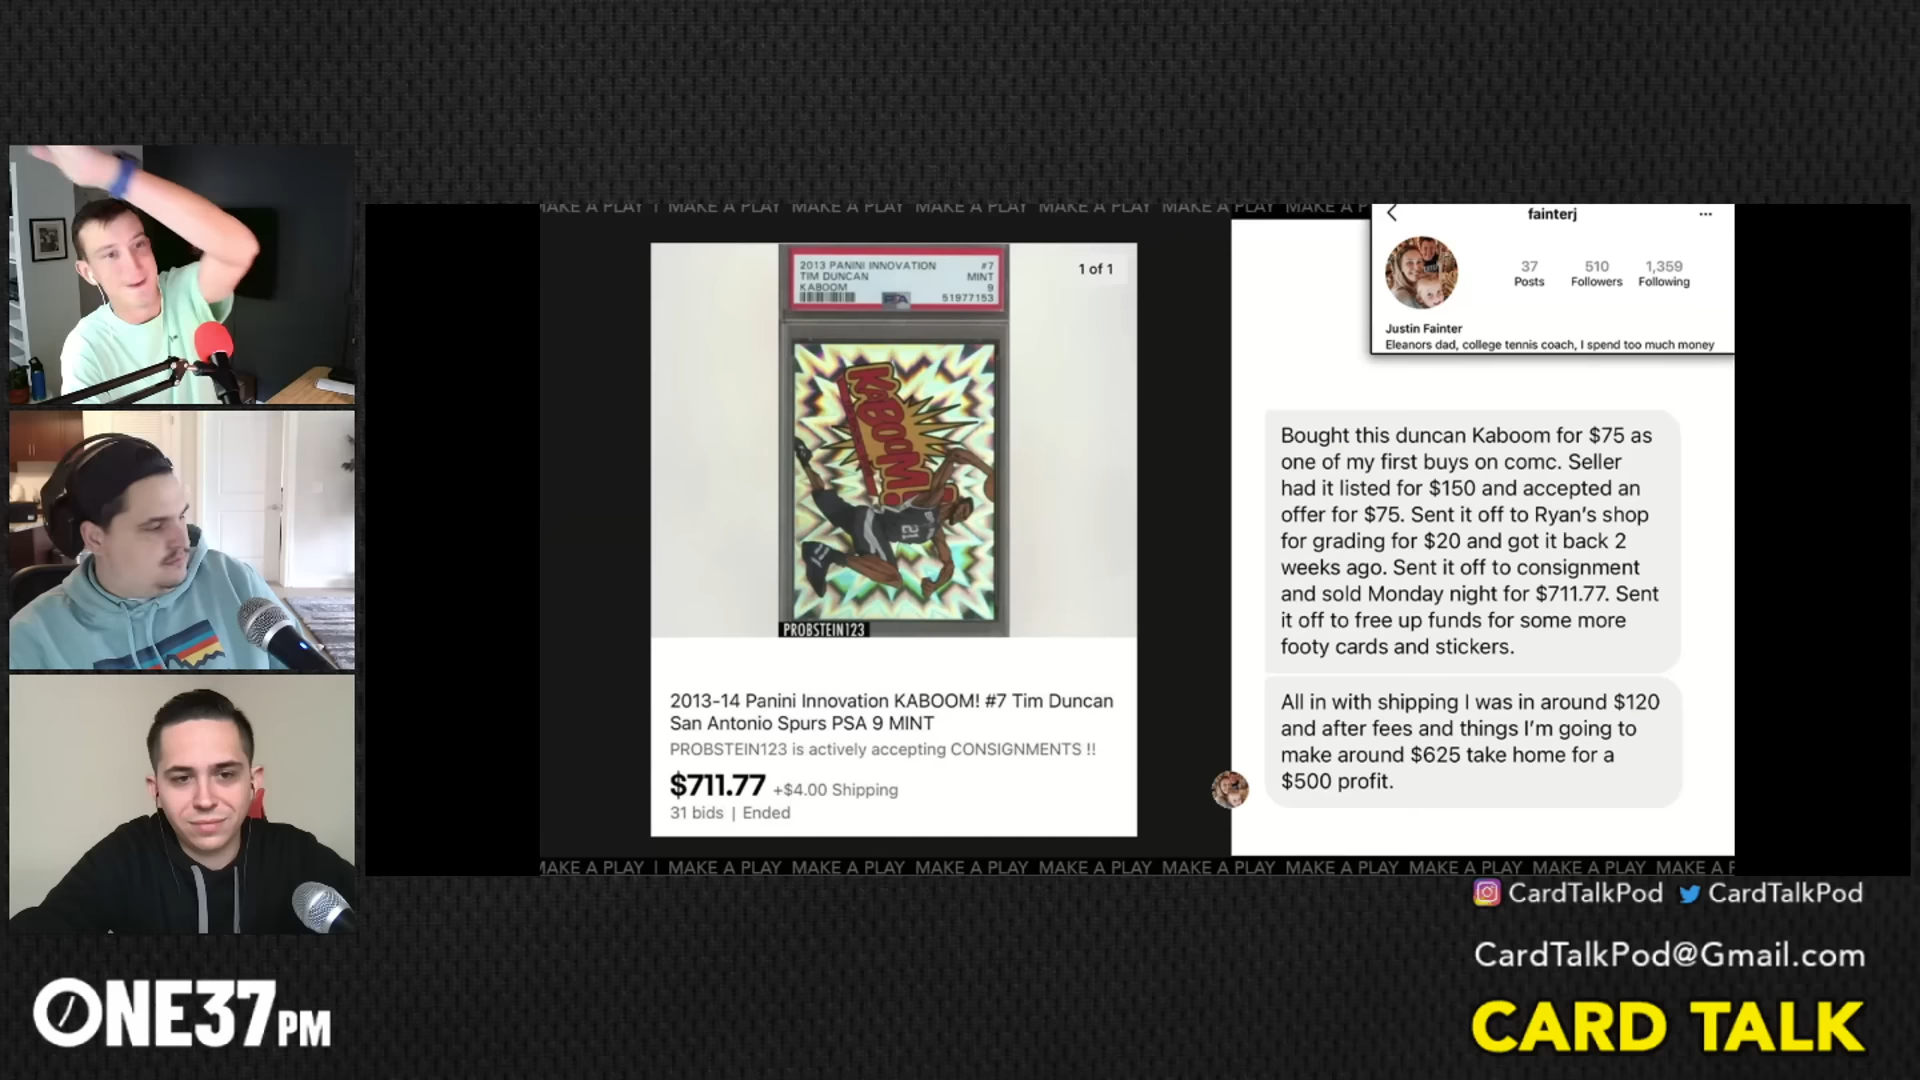 MAKE A PLAY | MAKE A PLAY MAKE A PLAY MAKE A PLAY MAKE A PLAY MAKE A PLAY MAKE A P
2013 PANINI INNOVATION #7
TIM DUNCAN MINT
KABOOM 9
PSA 51977153
1 of 1
KABOOM!
21
PROBSTEIN123
2013-14 Panini Innovation KABOOM! #7 Tim Duncan
San Antonio Spurs PSA 9 MINT
PROBSTEIN123 is actively accepting CONSIGNMENTS !!
$711.77 +$4.00 Shipping
31 bids | Ended
fainterj
37 510 1,359
Posts Followers Following
Justin Fainter
Eleanors dad, college tennis coach, I spend too much money
Bought this duncan Kaboom for $75 as
one of my first buys on comc. Seller
had it listed for $150 and accepted an
offer for $75. Sent it off to Ryan's shop
for grading for $20 and got it back 2
weeks ago. Sent it off to consignment
and sold Monday night for $711.77. Sent
it off to free up funds for some more
footy cards and stickers.
All in with shipping I was in around $120
and after fees and things I'm going to
make around $625 take home for a
$500 profit.
MAKE A PLAY | MAKE A PLAY MAKE A PLAY MAKE A PLAY MAKE A PLAY MAKE A PLAY MAKE A PLAY MAKE A PLAY MAKE A PLAY MAKE A P
CardTalkPod CardTalkPod
CardTalkPod@Gmail.com
CARD TALK
ONE37PM